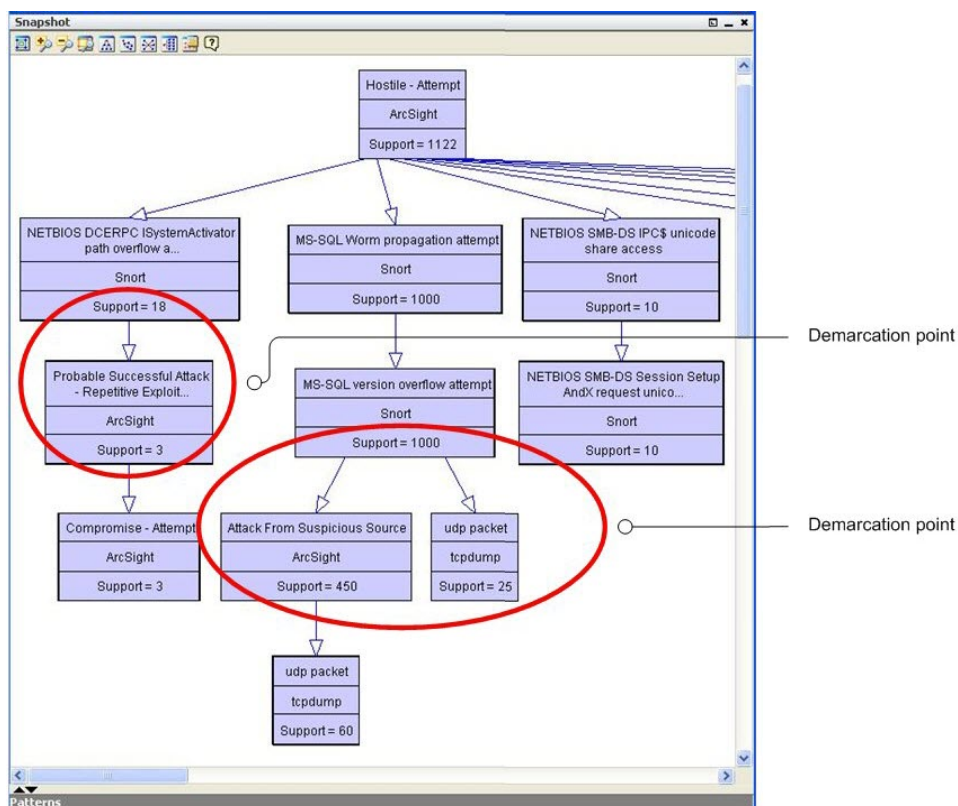 Snapshot
Hostile - Attempt
ArcSight
Support = 1122
NETBIOS DCERPC ISystemActivator
path overflow a...
Snort
Support = 18
MS-SQL Worm propagation attempt
Snort
Support = 1000
NETBIOS SMB-DS IPC$ unicode
share access
Snort
Support = 10
Demarcation point
Probable Successful Attack
- Repetitive Exploit...
ArcSight
Support = 3
MS-SQL version overflow attempt
Snort
Support = 1000
NETBIOS SMB-DS Session Setup
AndX request unico...
Snort
Support = 10
Compromise - Attempt
ArcSight
Support = 3
Attack From Suspicious Source
ArcSight
Support = 450
udp packet
tcpdump
Support = 25
Demarcation point
udp packet
tcpdump
Support = 60
Patterns